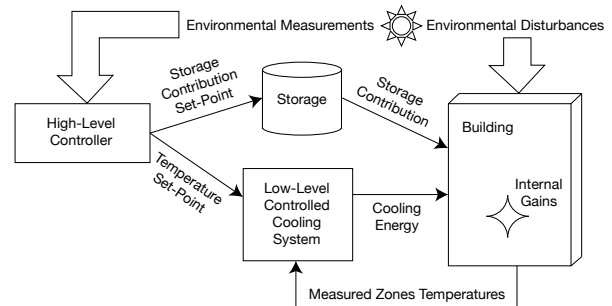 Environmental Measurements
Environmental Disturbances
Storage
Contribution
Set-Point
Storage
Storage
Contribution
High-Level
Controller
Building
Temperature
Set-Point
Low-Level
Controlled
Cooling
System
Cooling
Energy
Internal
Gains
Measured Zones Temperatures